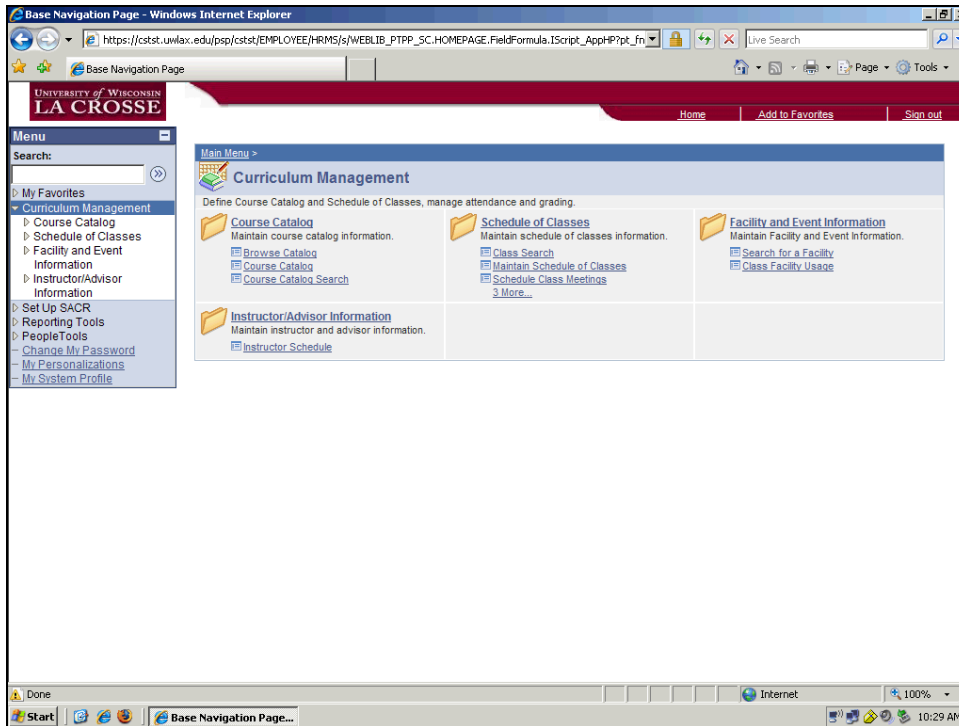 Base Navigation Page - Windows Internet Explorer
https://cstst.uwlax.edu/psp/cstst/EMPLOYEE/HRMS/s/WEBLIB_PTPP_SC.HOMEPAGE.FieldFormula.IScript_AppHP?pt_fn
Live Search
Base Navigation Page
Page
Tools
UNIVERSITY of WISCONSIN
LA CROSSE
Home
Add to Favorites
Sign out
Menu
Search:
My Favorites
Curriculum Management
Course Catalog
Schedule of Classes
Facility and Event
Information
Instructor/Advisor
Information
Set Up SACR
Reporting Tools
PeopleTools
Change My Password
My Personalizations
My System Profile
Main Menu >
Curriculum Management
Define Course Catalog and Schedule of Classes, manage attendance and grading.
Course Catalog
Maintain course catalog information.
Browse Catalog
Course Catalog
Course Catalog Search
Schedule of Classes
Maintain schedule of classes information.
Class Search
Maintain Schedule of Classes
Schedule Class Meetings
3 More...
Facility and Event Information
Maintain Facility and Event Information.
Search for a Facility
Class Facility Usage
Instructor/Advisor Information
Maintain instructor and advisor information.
Instructor Schedule
Done
Internet
100%
Start
Base Navigation Page...
10:29 AM